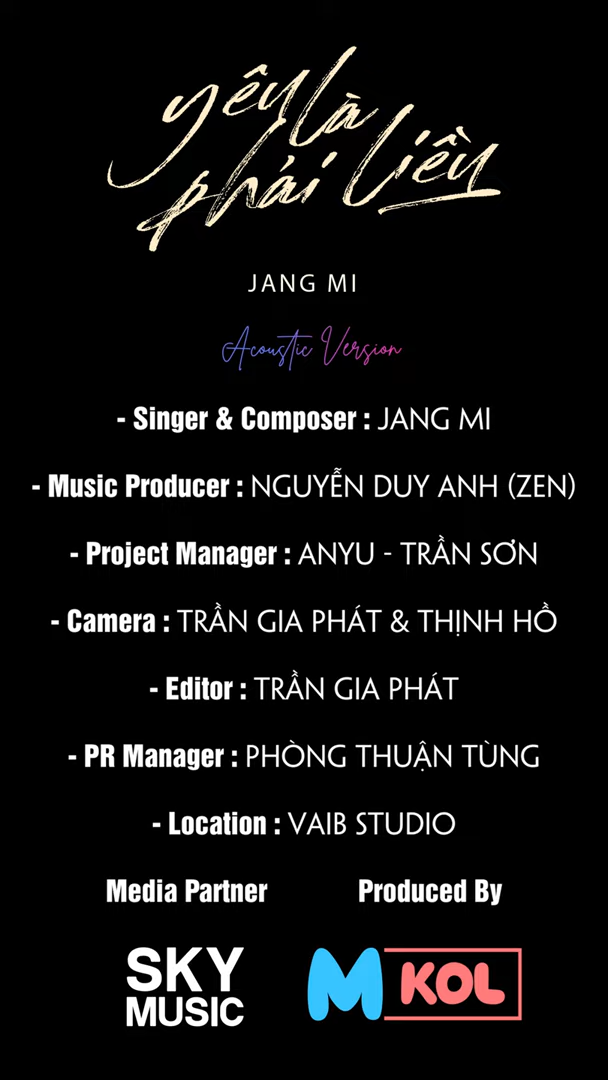 yêu là
phải liều
JANG MI
Acoustic Version
- Singer & Composer : JANG MI
- Music Producer : NGUYỄN DUY ANH (ZEN)
- Project Manager : ANYU - TRẦN SƠN
- Camera : TRẦN GIA PHÁT & THỊNH HỒ
- Editor : TRẦN GIA PHÁT
- PR Manager : PHÒNG THUẬN TÙNG
- Location : VAIB STUDIO
Media Partner Produced By
SKY
MUSIC
M KOL